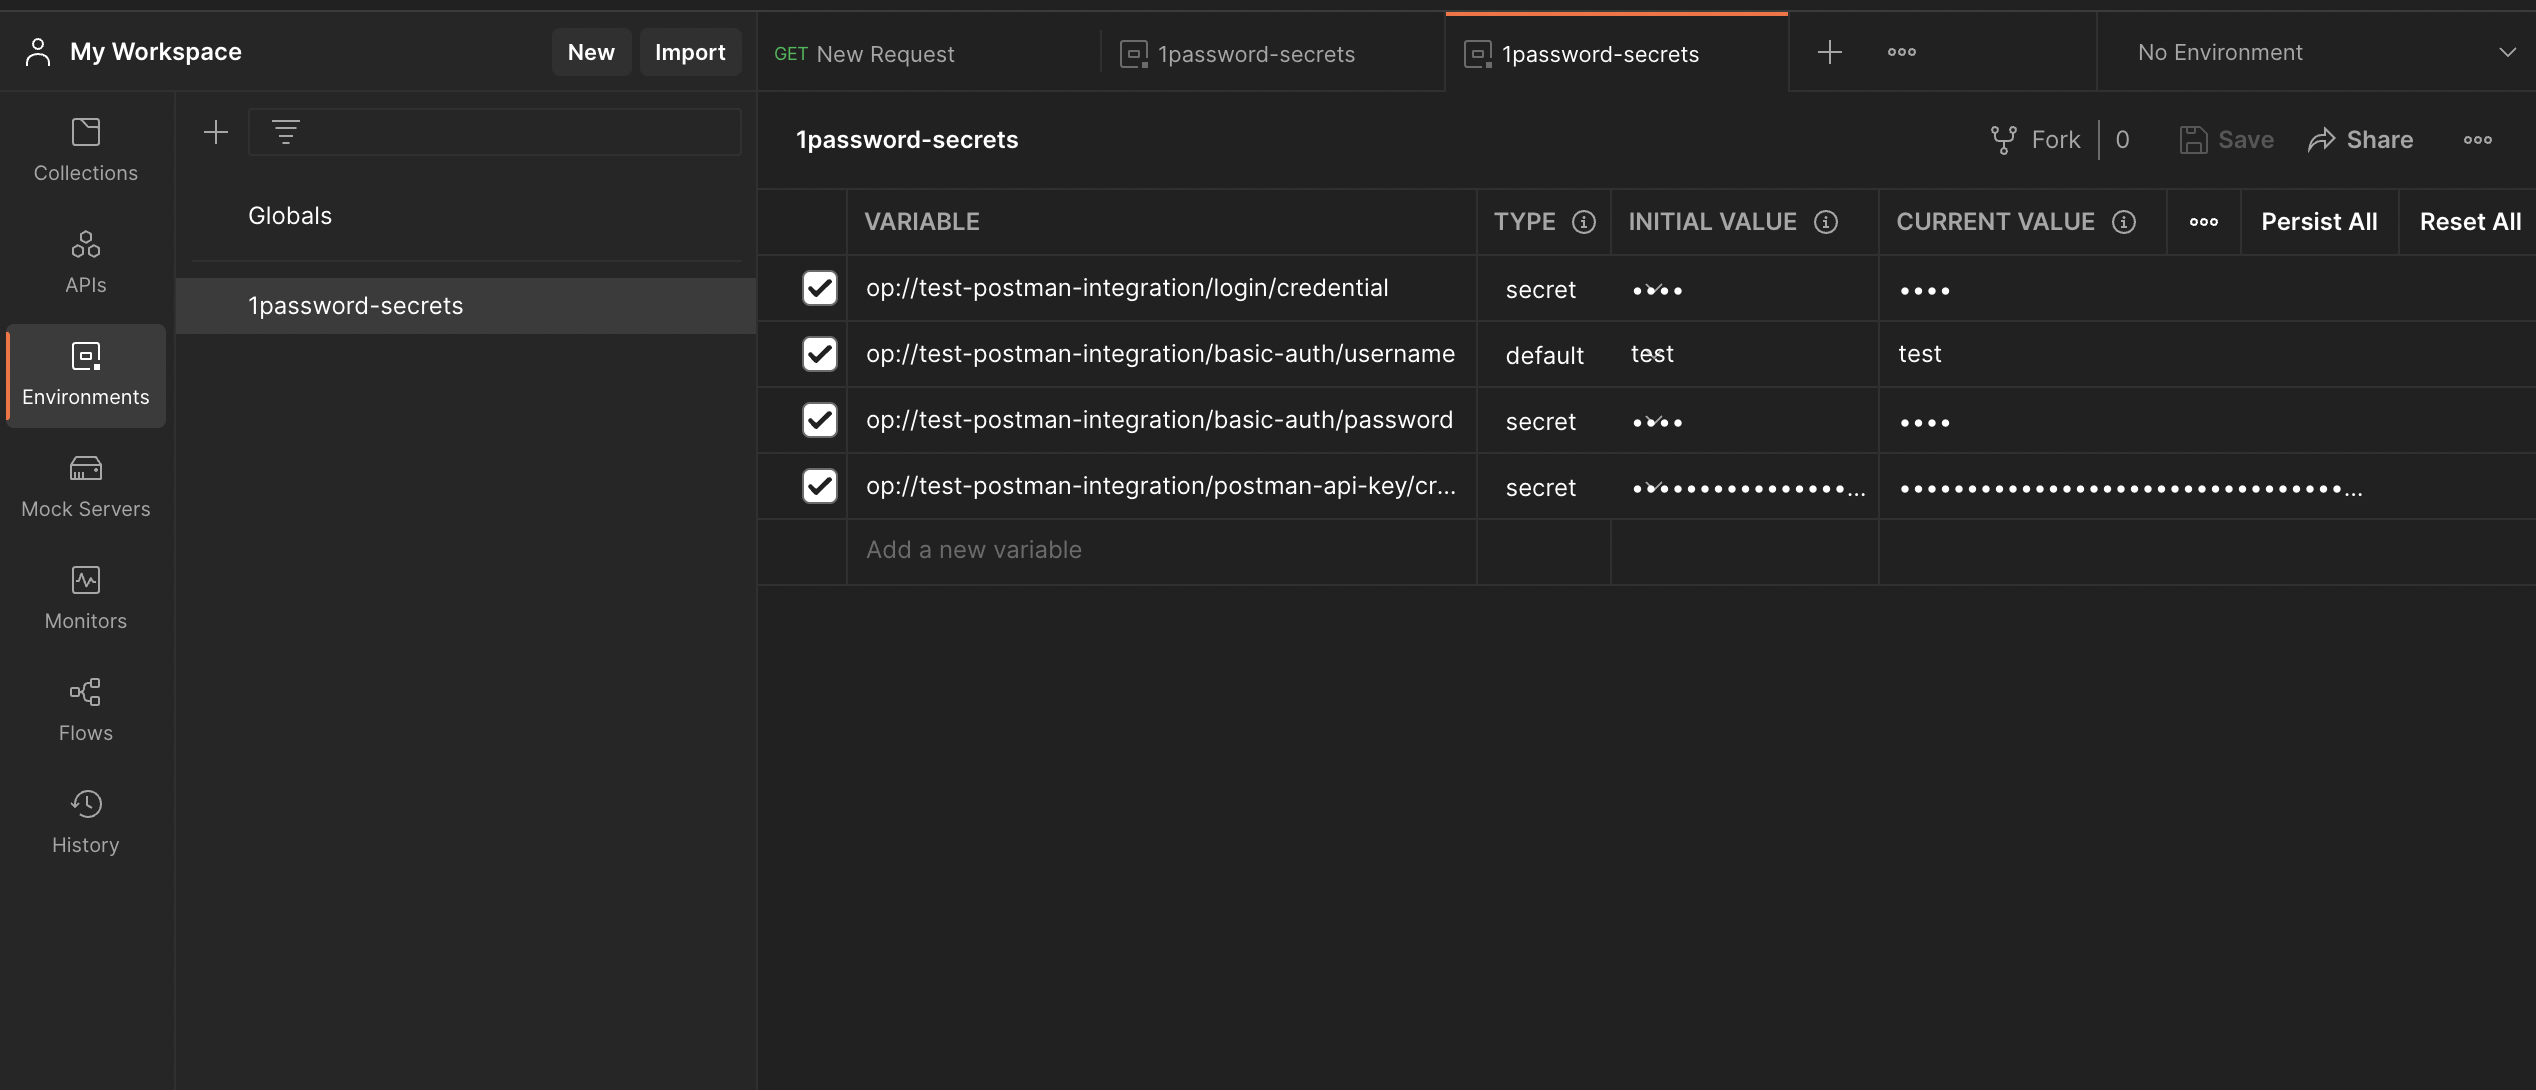 My Workspace
New
Import
GET New Request
1password-secrets
1password-secrets
No Environment
Collections
APIs
Environments
Mock Servers
Monitors
Flows
History
Globals
1password-secrets
1password-secrets
Fork 0
Save
Share
VARIABLE TYPE INITIAL VALUE CURRENT VALUE Persist All Reset All
op://test-postman-integration/login/credential secret •••• ••••
op://test-postman-integration/basic-auth/username default test test
op://test-postman-integration/basic-auth/password secret •••• ••••
op://test-postman-integration/postman-api-key/cr... secret ••••••••••••••••... •••••••••••••••••••••••••••••••••...
Add a new variable